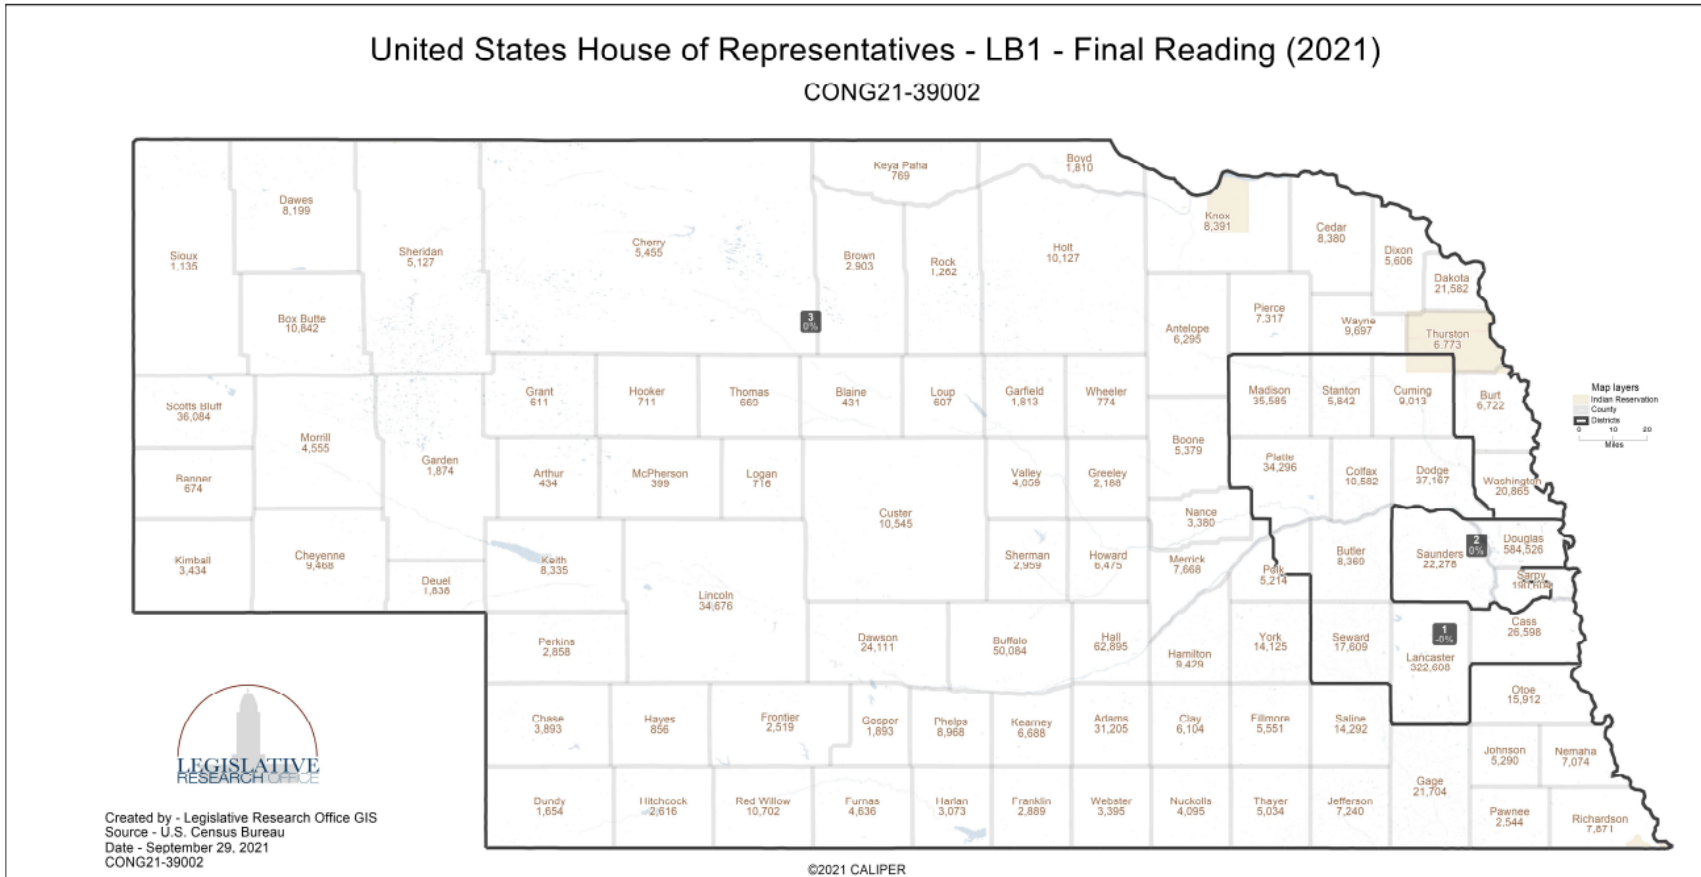 United States House of Representatives - LB1 - Final Reading (2021)
CONG21-39002
Keya Paha
769
Boyd
1,810
Dawes
8,199
Knox
8,391
Cedar
8,380
Sioux
1,135
Sheridan
5,127
Cherry
5,455
Brown
2,903
Rock
1,262
Holt
10,127
Dixon
5,606
Dakota
21,582
Box Butte
10,842
3
0%
Antelope
6,295
Pierce
7,317
Wayne
9,697
Thurston
6,773
Scotts Bluff
36,084
Grant
611
Hooker
711
Thomas
669
Blaine
431
Loup
607
Garfield
1,813
Wheeler
774
Madison
35,585
Stanton
5,842
Cuming
9,013
Burt
6,722
Map layers
Indian Reservation
County
Districts
0 10 20
Miles
Morrill
4,555
Garden
1,874
Boone
5,379
Banner
674
Arthur
434
McPherson
399
Logan
716
Valley
4,059
Greeley
2,188
Platte
34,296
Colfax
10,582
Dodge
37,167
Washington
20,865
Custer
10,545
Nance
3,380
Kimball
3,434
Cheyenne
9,468
Keith
8,335
Sherman
2,959
Howard
6,475
Merrick
7,668
Polk
5,214
Butler
8,369
Saunders
22,278
2
0%
Douglas
584,526
Sarpy
Deuel
1,838
Lincoln
34,676
Perkins
2,858
Dawson
24,111
Buffalo
50,084
Hall
62,895
Hamilton
9,429
York
14,125
Seward
17,609
1
-0%
Lancaster
322,608
Cass
26,598
Otoe
15,912
Chase
3,893
Hayes
856
Frontier
2,519
Gosper
1,893
Phelps
8,968
Kearney
6,688
Adams
31,205
Clay
6,104
Fillmore
5,551
Saline
14,292
Johnson
5,290
Nemaha
7,074
Dundy
1,654
Hitchcock
2,616
Red Willow
10,702
Furnas
4,636
Harlan
3,073
Franklin
2,889
Webster
3,395
Nuckolls
4,095
Thayer
5,034
Jefferson
7,240
Gage
21,704
Pawnee
2,544
Richardson
7,871
LEGISLATIVE
RESEARCH OFFICE
Created by - Legislative Research Office GIS
Source - U.S. Census Bureau
Date - September 29, 2021
CONG21-39002
©2021 CALIPER